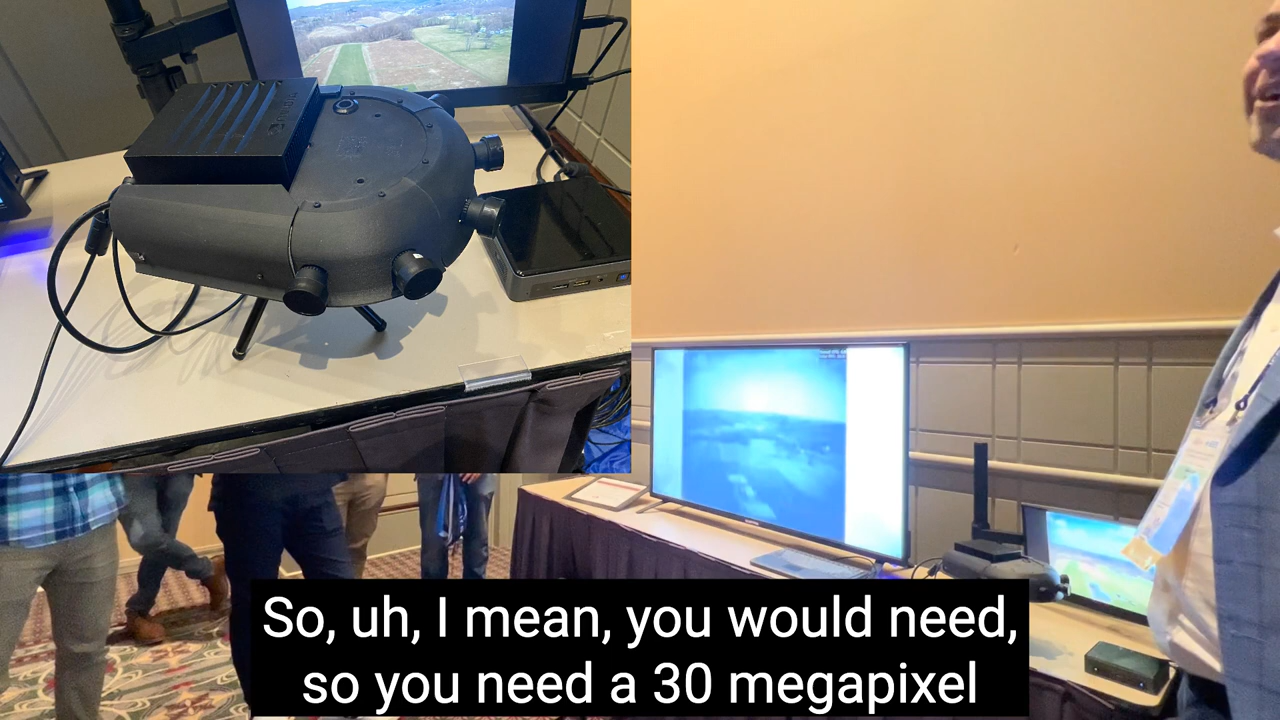 So, uh, I mean, you would need,
so you need a 30 megapixel